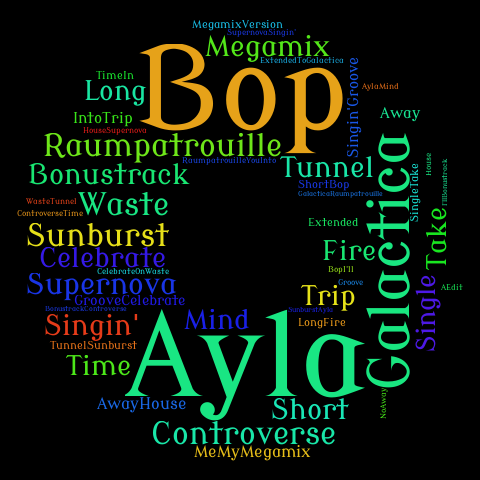 MegamixVersion
SupernovaSingin'
Megamix
Bop
ExtendedToGalactica
TimeIn
Long
Singin'Groove
AylaMind
IntoTrip
HouseSupernova
Away
Raumpatrouille
RaumpatrouilleYouInto
Tunnel
House
Bonustrack
ShortBop
GalacticaRaumpatrouille
SingleTake
WasteTunnel
Waste
ControverseTime
Galactica
Take
Extended
Sunburst
Fire
Celebrate
CelebrateOnWaste
BopI'll
Supernova
Groove
AEdit
GrooveCelebrate
Trip
Single
BonustrackControverse
SunburstAyla
Singin'
Mind
LongFire
TunnelSunburst
Ayla
Time
AwayHouse
Short
NoAway
Controverse
MeMyMegamix